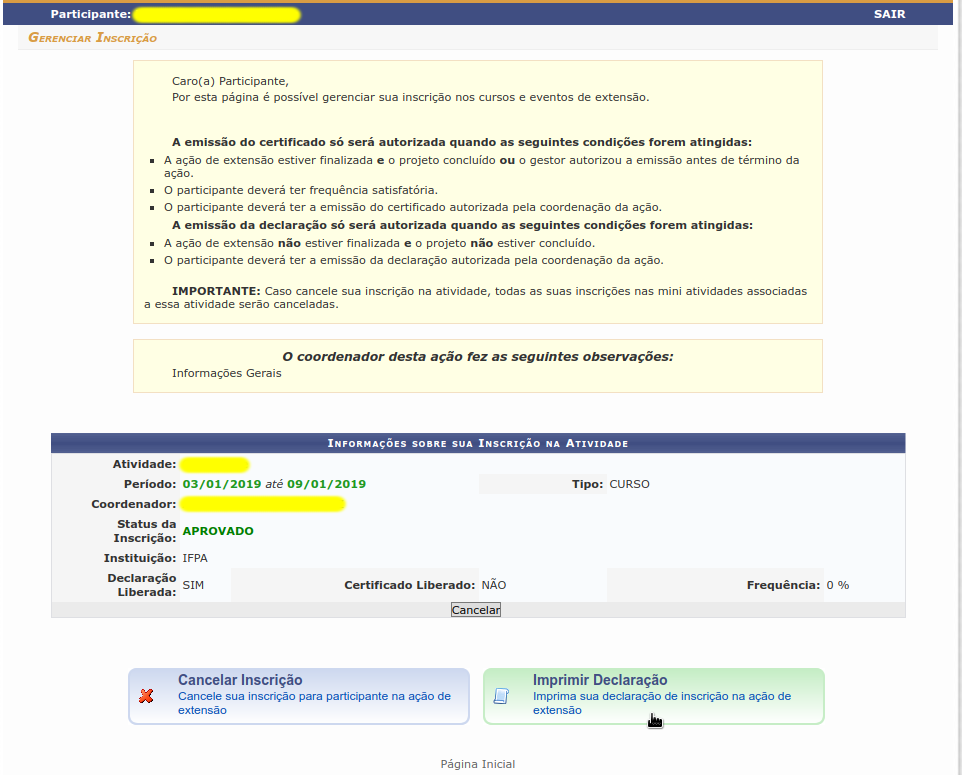 Participante: SAIR
Gerenciar Inscrição
Caro(a) Participante,
Por esta página é possível gerenciar sua inscrição nos cursos e eventos de extensão.
A emissão do certificado só será autorizada quando as seguintes condições forem atingidas:
A ação de extensão estiver finalizada e o projeto concluído ou o gestor autorizou a emissão antes de término da
ação.
O participante deverá ter frequência satisfatória.
O participante deverá ter a emissão do certificado autorizada pela coordenação da ação.
A emissão da declaração só será autorizada quando as seguintes condições forem atingidas:
A ação de extensão não estiver finalizada e o projeto não estiver concluído.
O participante deverá ter a emissão da declaração autorizada pela coordenação da ação.
IMPORTANTE: Caso cancele sua inscrição na atividade, todas as suas inscrições nas mini atividades associadas
a essa atividade serão canceladas.
O coordenador desta ação fez as seguintes observações:
Informações Gerais
Informações sobre sua Inscrição na Atividade
Atividade:
Período: 03/01/2019 até 09/01/2019 Tipo: CURSO
Coordenador:
Status da
Inscrição: APROVADO
Instituição: IFPA
Declaração
Liberada: SIM Certificado Liberado: NÃO Frequência: 0 %
Cancelar
Cancelar Inscrição
Cancele sua inscrição para participante na ação de
extensão
Imprimir Declaração
Imprima sua declaração de inscrição na ação de
extensão
Página Inicial